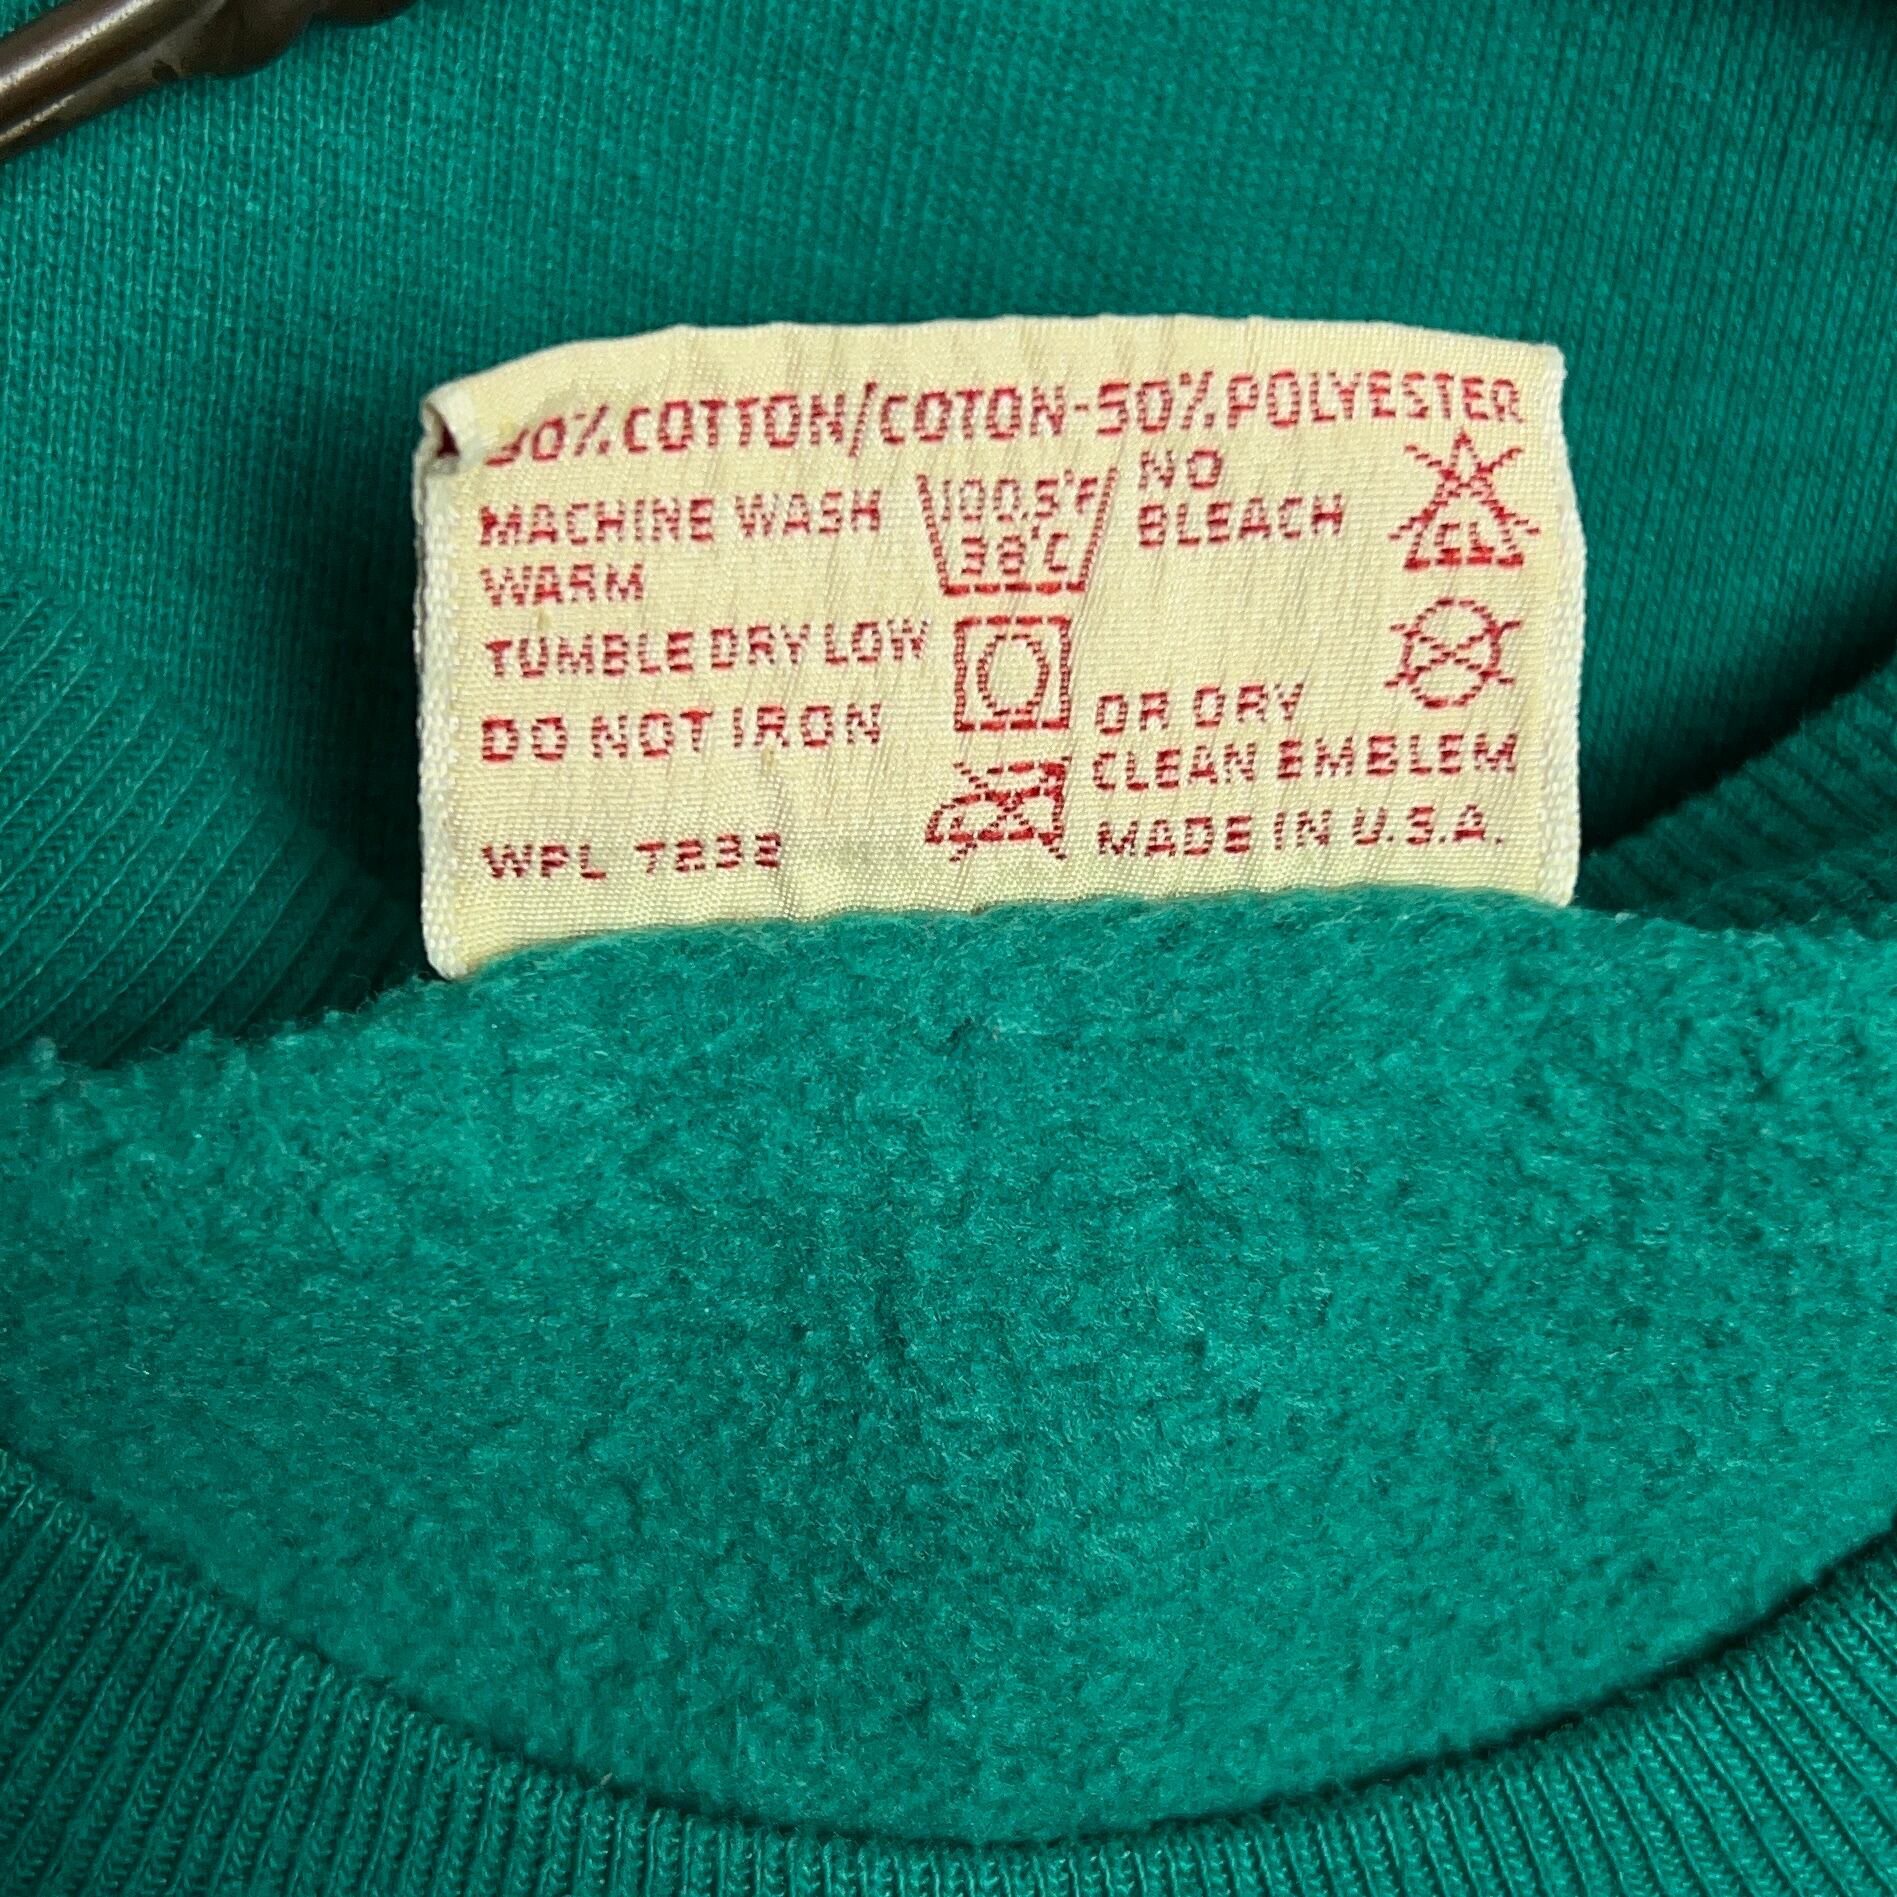 50% COTTON/COTON-50% POLYESTER
MACHINE WASH
WARM
100.5°F
38°C
NO
BLEACH
CL
TUMBLE DRY LOW
DO NOT IRON
OR DRY
CLEAN EMBLEM
WPL 7232
MADE IN U.S.A.